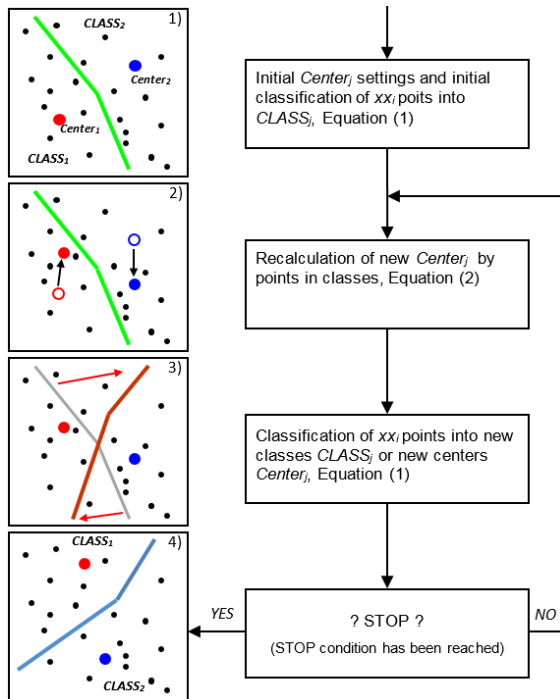 1)
CLASS2
Center2
Center1
CLASS1
Initial Centerj settings and initial
classification of xxi poits into
CLASSj, Equation (1)
2)
Recalculation of new Centerj by
points in classes, Equation (2)
3)
Classification of xxi points into new
classes CLASSj or new centers
Centerj, Equation (1)
4)
CLASS1
CLASS2
YES
? STOP ?
(STOP condition has been reached)
NO